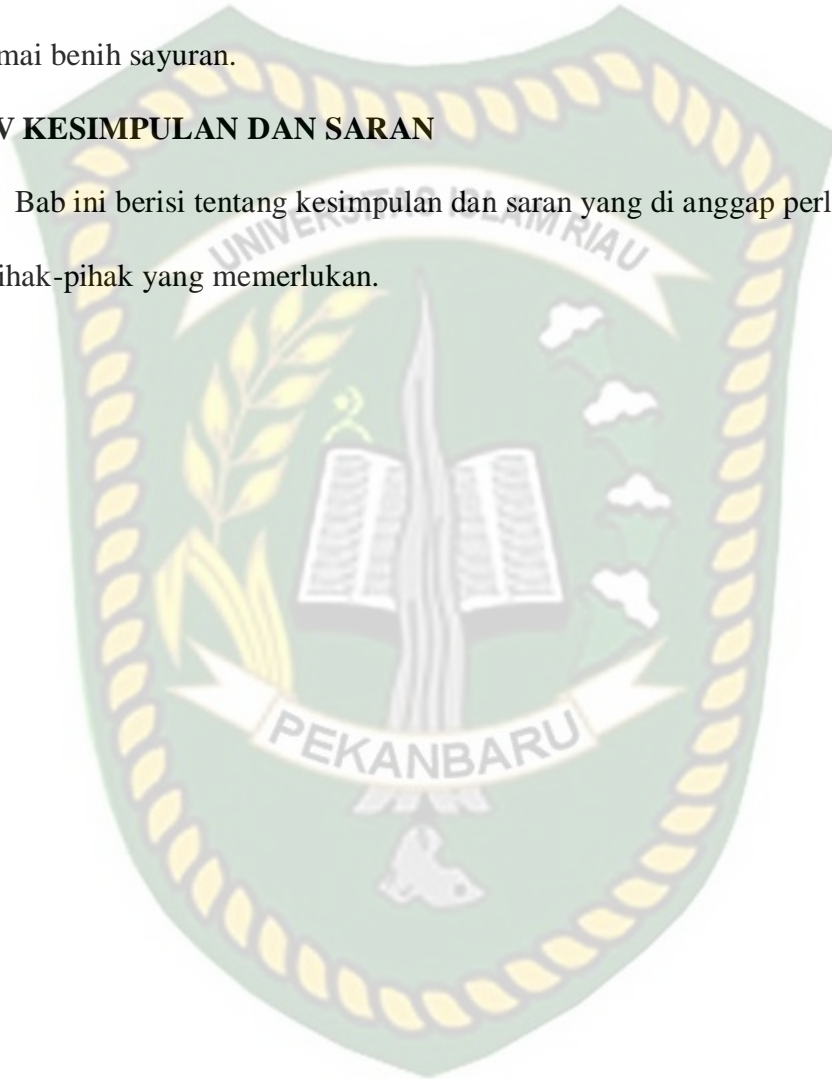 mai benih sayuran.
V KESIMPULAN DAN SARAN
Bab ini berisi tentang kesimpulan dan saran yang di anggap perl
ihak-pihak yang memerlukan.
UNIVERSITAS ISLAM RIAU
PEKANBARU